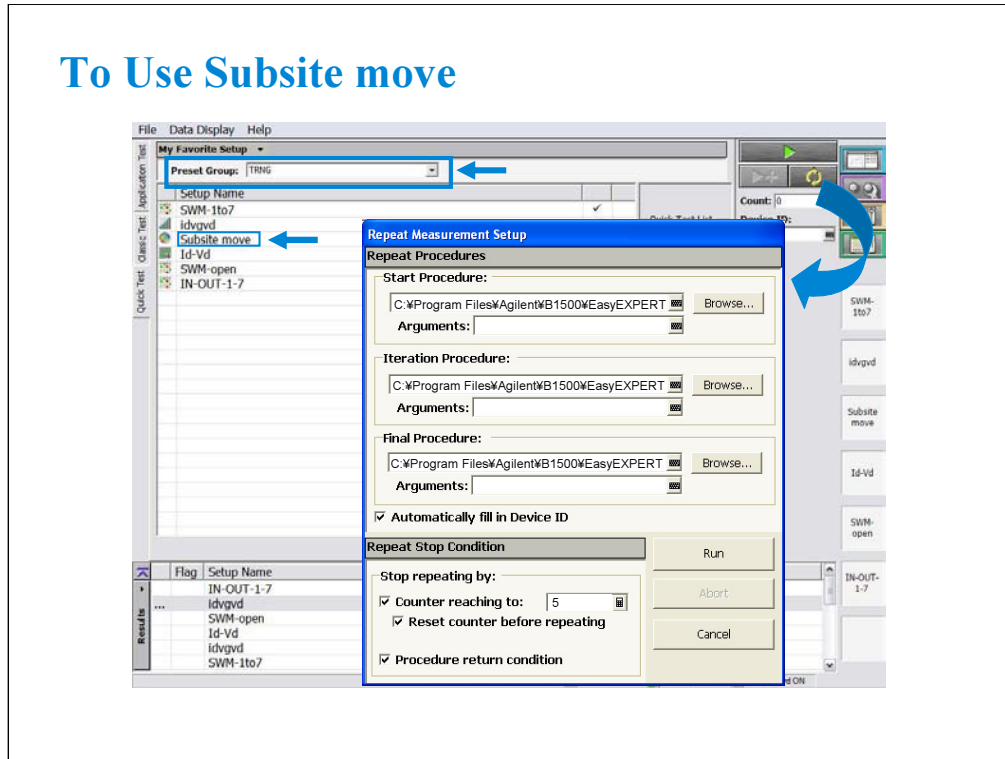 To Use Subsite move
File Data Display Help
My Favorite Setup
Preset Group: TRNG
Setup Name
SWM-1to7
idvgvd
Subsite move
Id-Vd
SWM-open
IN-OUT-1-7
Application Test
Classic Test
Quick Test
Count: 0
Device ID:
Repeat Measurement Setup
Repeat Procedures
Start Procedure:
C:¥Program Files¥Agilent¥B1500¥EasyEXPERT Browse...
Arguments:
Iteration Procedure:
C:¥Program Files¥Agilent¥B1500¥EasyEXPERT Browse...
Arguments:
Final Procedure:
C:¥Program Files¥Agilent¥B1500¥EasyEXPERT Browse...
Arguments:
Automatically fill in Device ID
Repeat Stop Condition
Stop repeating by:
Counter reaching to: 5
Reset counter before repeating
Procedure return condition
Run
Abort
Cancel
SWM-
1to7
idvgvd
Subsite
move
Id-Vd
SWM-
open
IN-OUT-
1-7
Results
Flag Setup Name
IN-OUT-1-7
... idvgvd
SWM-open
Id-Vd
idvgvd
SWM-1to7
ON